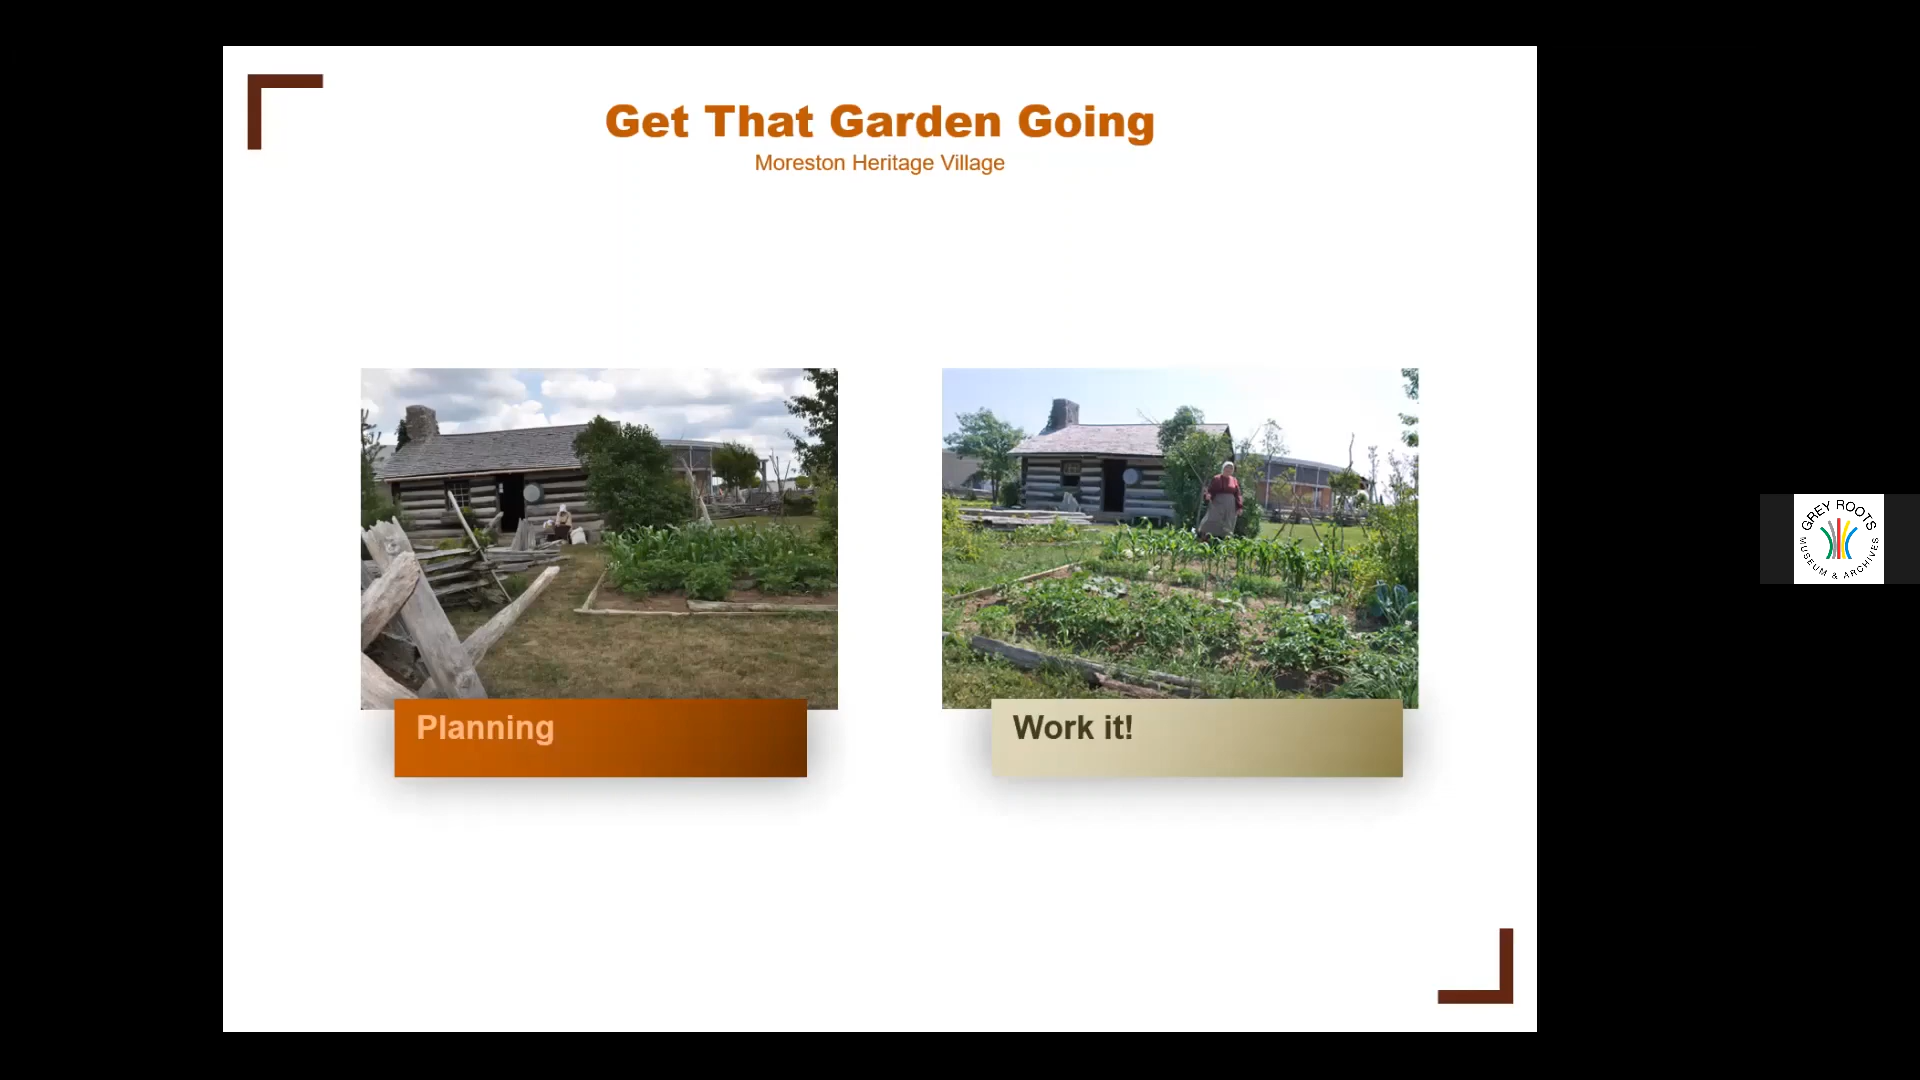 Get That Garden Going
Moreston Heritage Village
Planning
Work it!
GREY ROOTS
MUSEUM & ARCHIVES